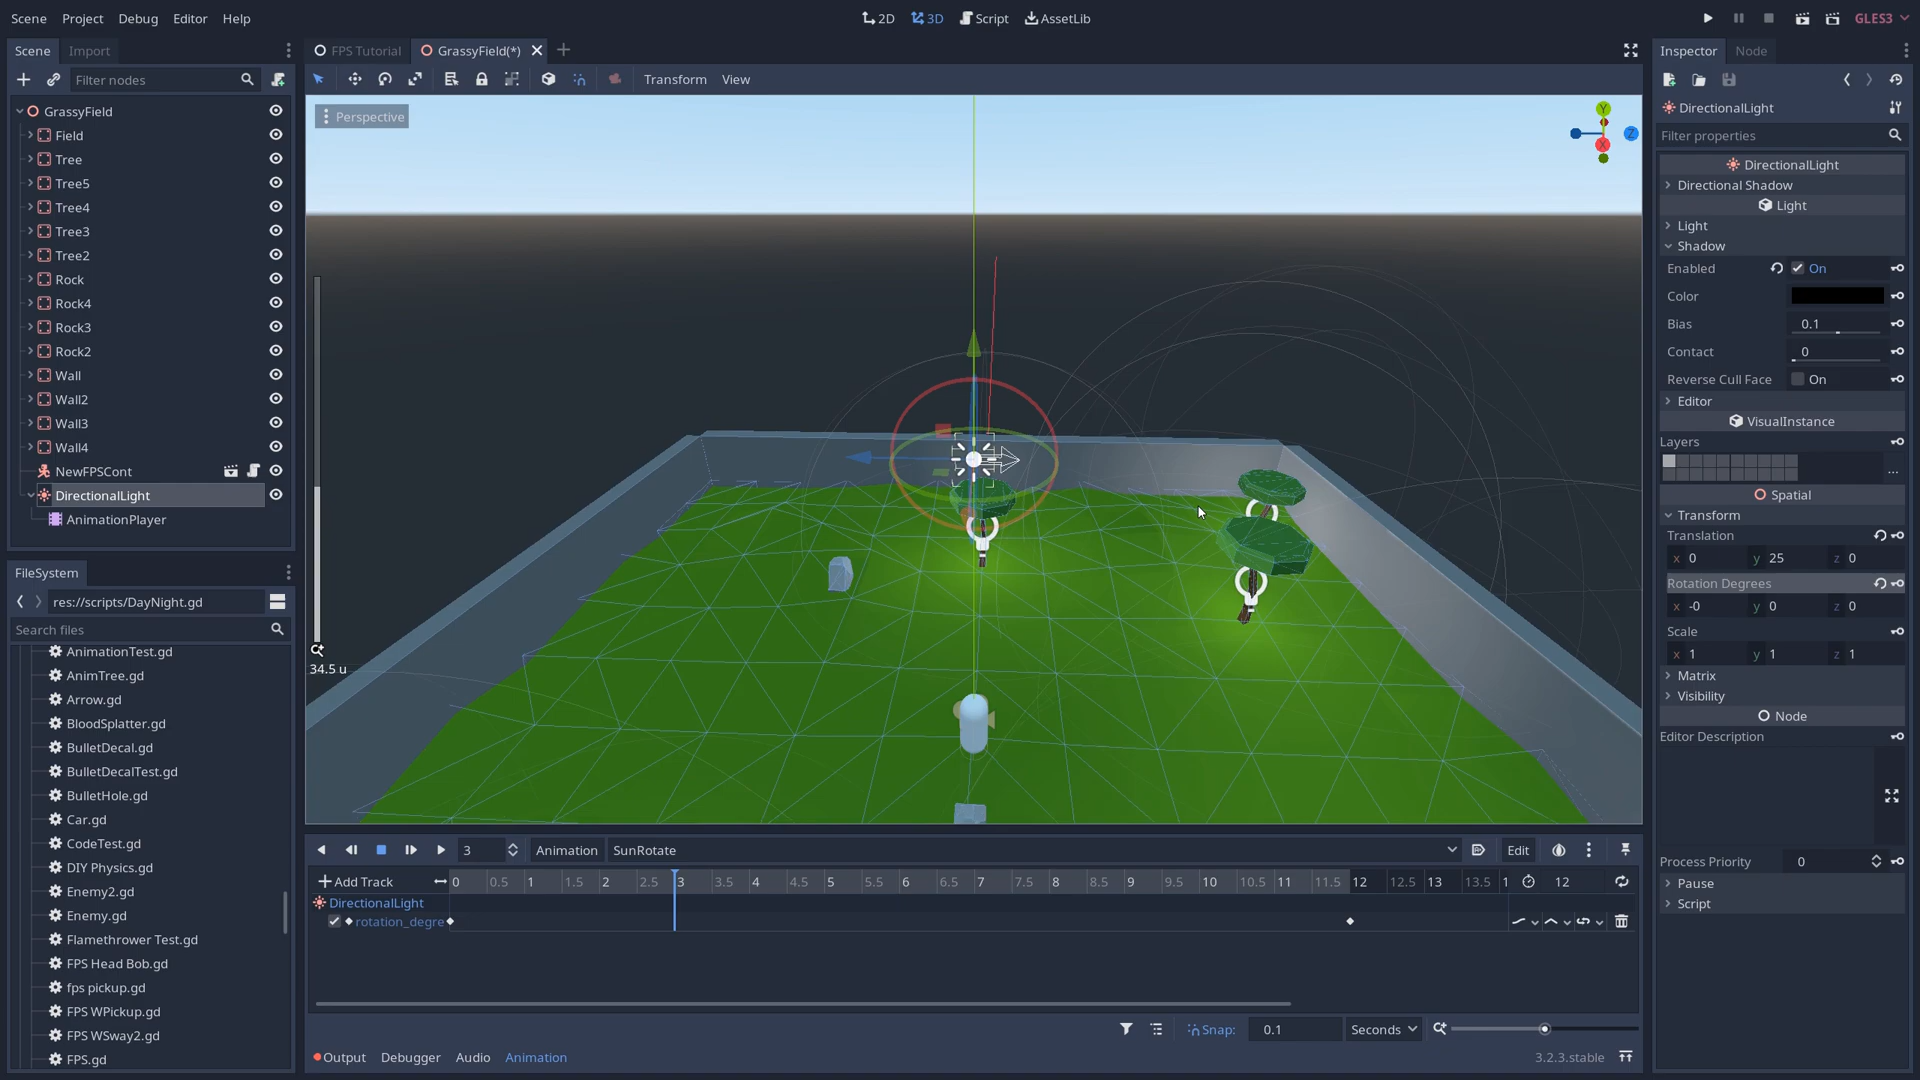 Scene Project Debug Editor Help
2D 3D Script AssetLib
GLES3
Scene Import
FPS Tutorial GrassyField(*)
Inspector Node
Filter nodes
Transform View
GrassyField
Field
Tree
Tree5
Tree4
Tree3
Tree2
Rock
Rock4
Rock3
Rock2
Wall
Wall2
Wall3
Wall4
NewFPSCont
DirectionalLight
AnimationPlayer
FileSystem
res://scripts/DayNight.gd
Search files
AnimationTest.gd
AnimTree.gd
Arrow.gd
BloodSplatter.gd
BulletDecal.gd
BulletDecalTest.gd
BulletHole.gd
Car.gd
CodeTest.gd
DIY Physics.gd
Enemy2.gd
Enemy.gd
Flamethrower Test.gd
FPS Head Bob.gd
fps pickup.gd
FPS WPickup.gd
FPS WSway2.gd
FPS.gd
Perspective
Y
Z
X
34.5 u
3 Animation SunRotate Edit
Add Track 0 0.5 1 1.5 2 2.5 3 3.5 4 4.5 5 5.5 6 6.5 7 7.5 8 8.5 9 9.5 10 10.5 11 11.5 12 12.5 13 13.5 1 12
DirectionalLight
rotation_degre
Snap: 0.1 Seconds
Output Debugger Audio Animation 3.2.3.stable
DirectionalLight
Filter properties
DirectionalLight
Directional Shadow
Light
Light
Shadow
Enabled On
Color
Bias 0.1
Contact 0
Reverse Cull Face On
Editor
VisualInstance
Layers
...
Spatial
Transform
Translation
x 0 y 25 z 0
Rotation Degrees
x -0 y 0 z 0
Scale
x 1 y 1 z 1
Matrix
Visibility
Node
Editor Description
Process Priority 0
Pause
Script